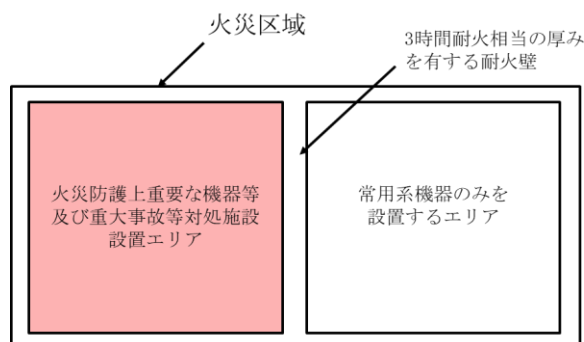 火災区域
3時間耐火相当の厚み
を有する耐火壁
火災防護上重要な機器等
及び重大事故等対処施設
設置エリア
常用系機器のみを
設置するエリア